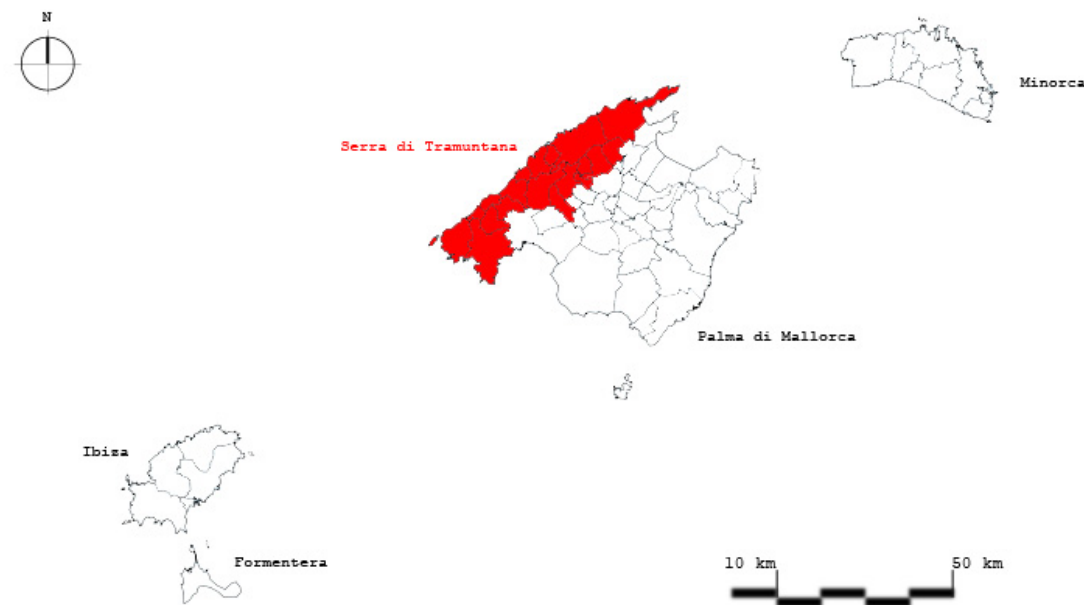 N
Minorca
Serra di Tramuntana
Palma di Mallorca
Ibiza
Formentera
10 km
50 km